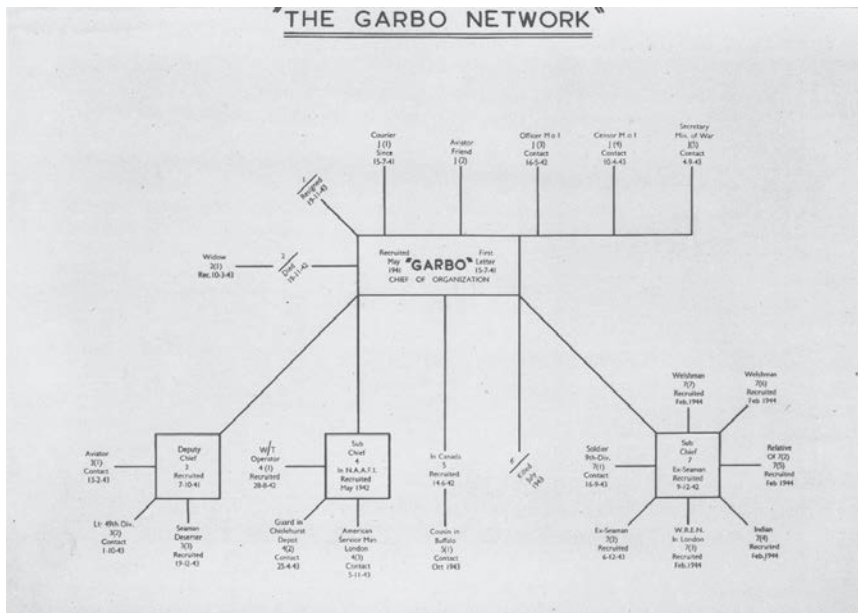 "THE GARBO NETWORK"
Courier
J (1)
Since
15-7-41
Aviator
Friend
J (2)
Officer M o I
J (3)
Contact
16-5-42
Censor M o I
J (4)
Contact
10-4-43
Secretary
Min. of War
J(5)
Contact
4-9-43
1
Resigned
19-11-43
Widow
2(1)
Rec. 10-3-43
2
Died
19-11-42
Recruited
May
1941
"GARBO"
First
Letter
15-7-41
CHIEF OF ORGANIZATION
Aviator
3(1)
Contact
Deputy
Chief
3
Recruited
7-10-41
Lt: 49th Div.
3(2)
Contact
1-10-43
Seaman
Deserter
3(3)
Recruited
19-12-43
W/T
Operator
4 (1)
Recruited
28-8-42
Sub
Chief
4
In N.A.A.F.I.
Recruited
May 1942
Guard in
Chislehurst
Depot
4(2)
Contact
25-4-43
American
Service Man
London
4(3)
Contact
5-11-43
In Canada
5
Recruited
14-6-42
Cousin in
Buffalo
5(1)
Contact
Oct 1943
6
Killed
July
1943
Welshman
7(7)
Recruited
Feb. 1944
Welshman
7(6)
Recruited
Feb 1944
Soldier
9th-Div.
7(1)
Contact
16-9-43
Sub
Chief
7
Ex-Seaman
Recruited
9-12-42
Relative
Of 7(2)
7(5)
Recruited
Feb 1944
Ex-Seaman
7(2)
Recruited
6-12-43
W.R.E.N.
In London
7(3)
Recruited
Feb. 1944
Indian
7(4)
Recruited
Feb. 1944